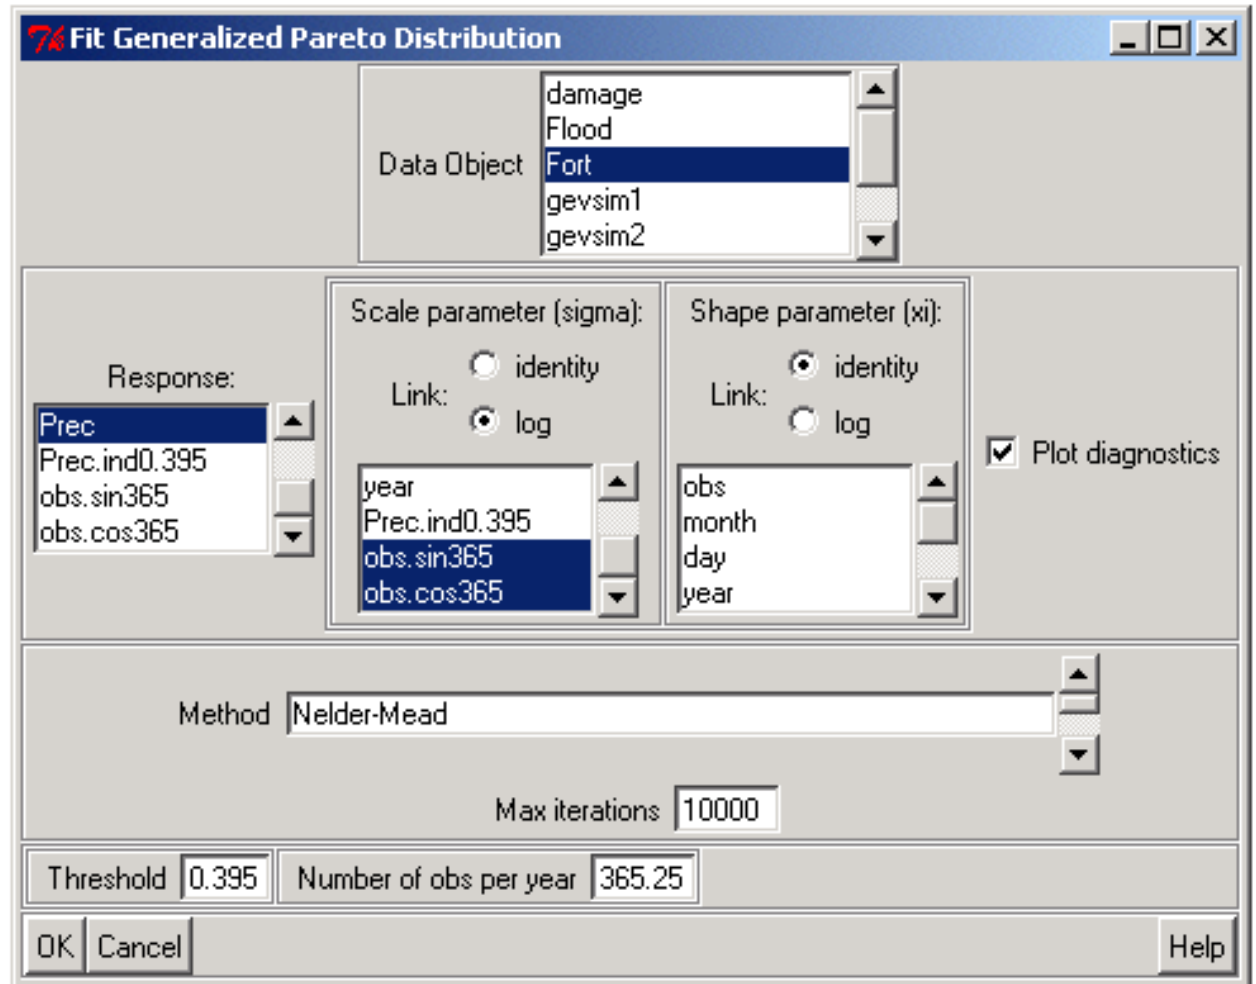 Fit Generalized Pareto Distribution
damage
Flood
Data Object
Fort
gevsim1
gevsim2
Response:
Prec
Prec.ind0.395
obs.sin365
obs.cos365
Scale parameter (sigma):
Link:
identity
log
year
Prec.ind0.395
obs.sin365
obs.cos365
Shape parameter (xi):
Link:
identity
log
obs
month
day
year
Plot diagnostics
Method Nelder-Mead
Max iterations 10000
Threshold 0.395 Number of obs per year 365.25
OK Cancel Help